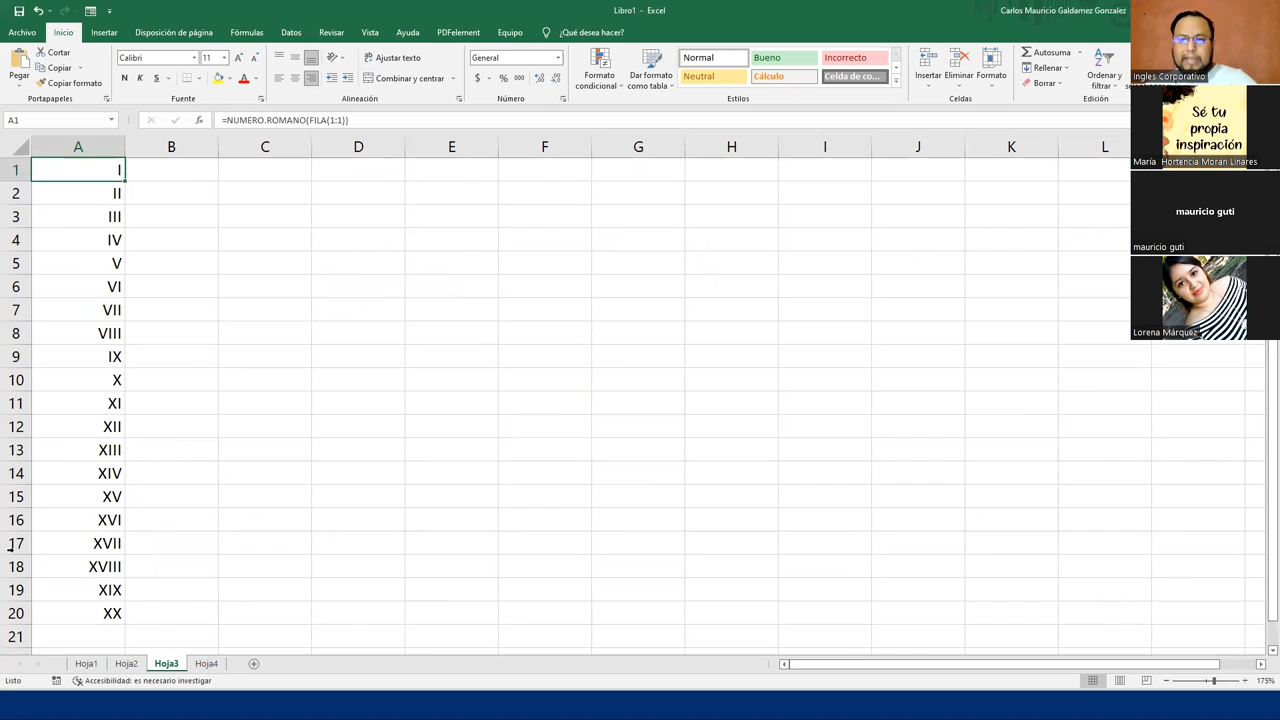 Libro1 - Excel
Carlos Mauricio Galdamez Gonzalez
Archivo Inicio Insertar Disposición de página Fórmulas Datos Revisar Vista Ayuda PDFelement Equipo ¿Qué desea hacer?
Pegar
Cortar
Copiar
Copiar formato
Portapapeles
Calibri 11
N K S
Fuente
Ajustar texto
Combinar y centrar
Alineación
General
$ % 000
Número
Formato condicional
Dar formato como tabla
Normal Bueno Incorrecto
Neutral Cálculo Celda de co...
Estilos
Insertar Eliminar Formato
Celdas
Autosuma
Rellenar
Borrar
Ordenar y filtrar
Edición
A1 fx =NUMERO.ROMANO(FILA(1:1))
A B C D E F G H I J K L
1 I
2 II
3 III
4 IV
5 V
6 VI
7 VII
8 VIII
9 IX
10 X
11 XI
12 XII
13 XIII
14 XIV
15 XV
16 XVI
17 XVII
18 XVIII
19 XIX
20 XX
21
Hoja1 Hoja2 Hoja3 Hoja4
Listo Accesibilidad: es necesario investigar 175%
Ingles Corporativo
Sé tu
propia
inspiración
María Hortencia Morán Linares
mauricio guti
mauricio guti
Lorena Márquez